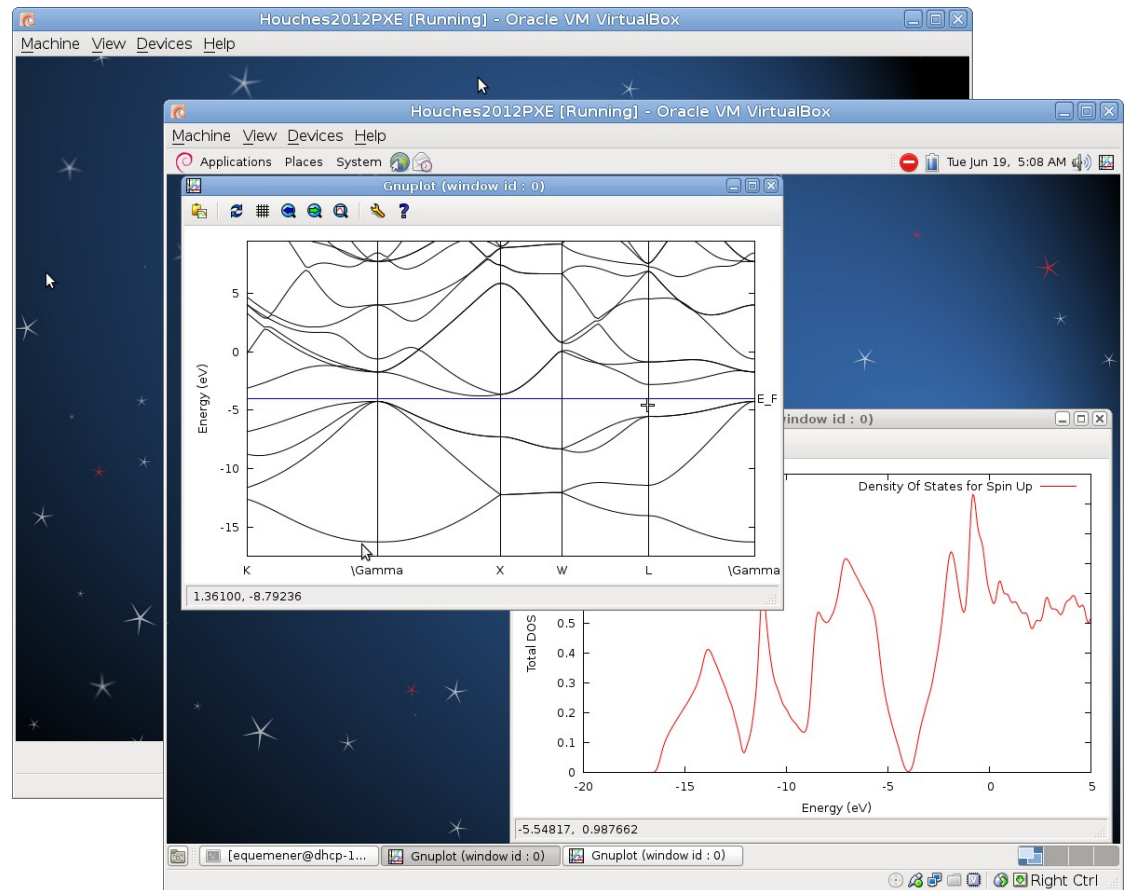 Houches2012PXE [Running] - Oracle VM VirtualBox
Machine View Devices Help
Houches2012PXE [Running] - Oracle VM VirtualBox
Machine View Devices Help
Applications Places System
Tue Jun 19, 5:08 AM
Gnuplot (window id : 0)
5
0
-5
-10
-15
Energy (eV)
E_F
K \Gamma X W L \Gamma
1.36100, -8.79236
window id : 0)
Density Of States for Spin Up
0.5
0.4
0.3
0.2
0.1
0
Total DOS
-20 -15 -10 -5 0 5
Energy (eV)
-5.54817, 0.987662
[equemener@dhcp-1...
Gnuplot (window id : 0)
Gnuplot (window id : 0)
Right Ctrl